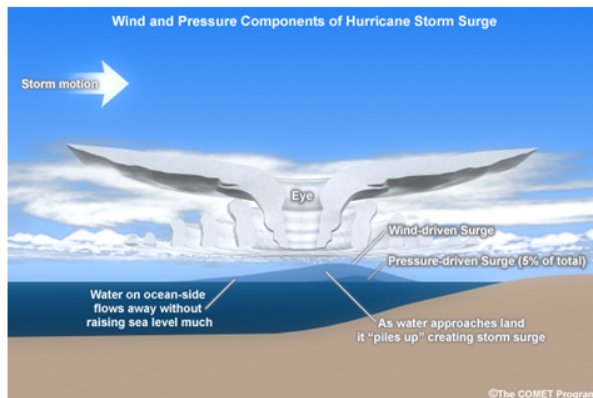 Wind and Pressure Components of Hurricane Storm Surge
Storm motion
Eye
Wind-driven Surge
Pressure-driven Surge (5% of total)
Water on ocean-side
flows away without
raising sea level much
As water approaches land
it “piles up” creating storm surge
©The COMET Program